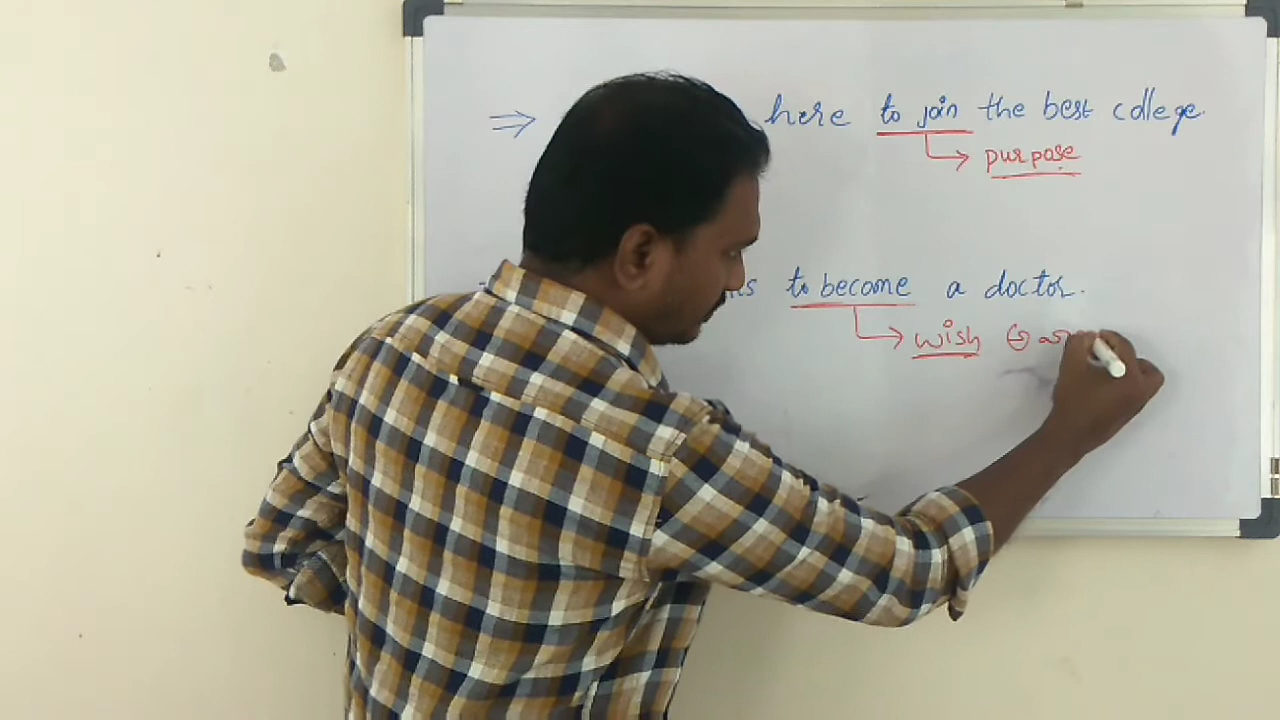 ⇒ here to join the best college.
purpose
to become a doctor.
wish